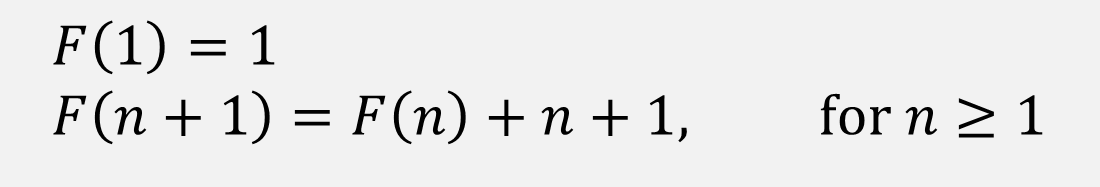 F(1) = 1
F(n + 1) = F(n) + n + 1, for n ≥ 1